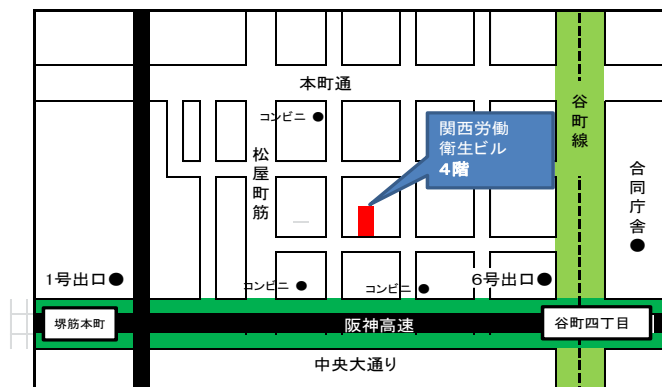 本町通
コンビニ
関西労働
衛生ビル
4階
谷町線
松屋町筋
合同庁舎
1号出口
コンビニ
コンビニ
6号出口
堺筋本町
阪神高速
谷町四丁目
中央大通り